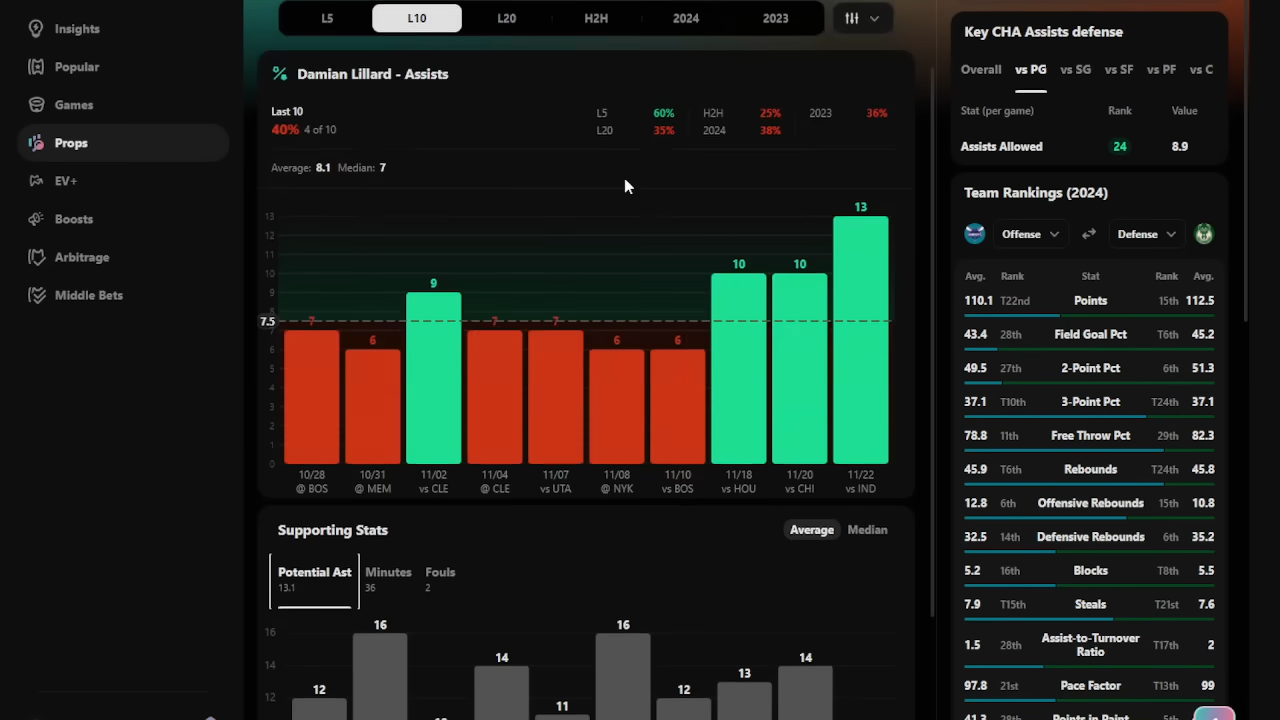 Insights
Popular
Games
Props
EV+
Boosts
Arbitrage
Middle Bets
L5 L10 L20 H2H 2024 2023
Damian Lillard - Assists
Last 10
40% 4 of 10
L5 60% H2H 25% 2023 36%
L20 35% 2024 38%
Average: 8.1 Median: 7
13
12
11
10
9
7.5
7
6
5
4
3
2
1
0
7 6 9 7 7 6 6 10 10 13
10/28 10/31 11/02 11/04 11/07 11/08 11/10 11/18 11/20 11/22
@ BOS @ MEM vs CLE @ CLE vs UTA @ NYK vs BOS vs HOU vs CHI vs IND
Supporting Stats
Average Median
Potential Ast Minutes Fouls
13.1 36 2
16
14
12
12 16 14 11 16 12 13 14
Key CHA Assists defense
Overall vs PG vs SG vs SF vs PF vs C
Stat (per game) Rank Value
Assists Allowed 24 8.9
Team Rankings (2024)
Offense Defense
Avg. Rank Stat Rank Avg.
110.1 T22nd Points 15th 112.5
43.4 28th Field Goal Pct T6th 45.2
49.5 27th 2-Point Pct 6th 51.3
37.1 T10th 3-Point Pct T24th 37.1
78.8 11th Free Throw Pct 29th 82.3
45.9 T6th Rebounds T24th 45.8
12.8 6th Offensive Rebounds 15th 10.8
32.5 14th Defensive Rebounds 6th 35.2
5.2 16th Blocks T8th 5.5
7.9 T15th Steals T21st 7.6
1.5 28th Assist-to-Turnover Ratio T17th 2
97.8 21st Pace Factor T13th 99
41.3 28th Points in Paint